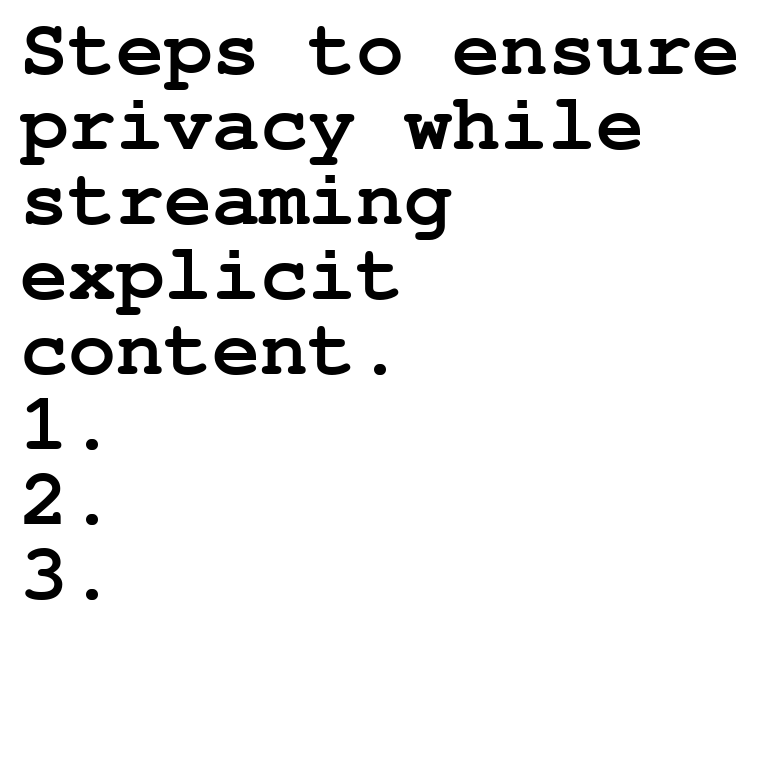 Steps to ensure
privacy while
streaming
explicit
content.
1.
2.
3.